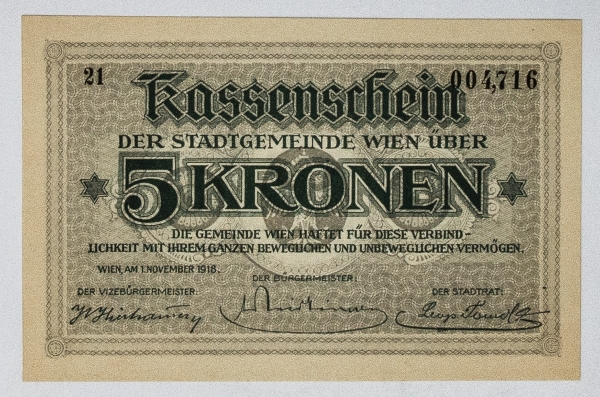 21 004,716
Kassenschein
DER STADTGEMEINDE WIEN ÜBER
5 KRONEN
DIE GEMEINDE WIEN HAFTET FÜR DIESE VERBIND-
LICHKEIT MIT IHREM GANZEN BEWEGLICHEN UND UNBEWEGLICHEN VERMÖGEN.
WIEN, AM 1. NOVEMBER 1918.
DER BÜRGERMEISTER:
DER VIZEBÜRGERMEISTER: DER STADTRAT: